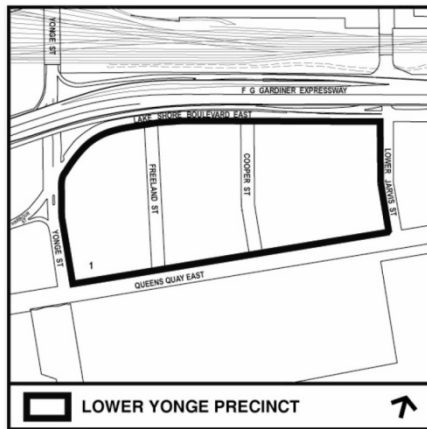 YONGE ST
F G GARDINER EXPRESSWAY
LAKE SHORE BOULEVARD EAST
FREELAND ST
COOPER ST
LOWER JARVIS ST
YONGE ST
1
QUEENS QUAY EAST
LOWER YONGE PRECINCT